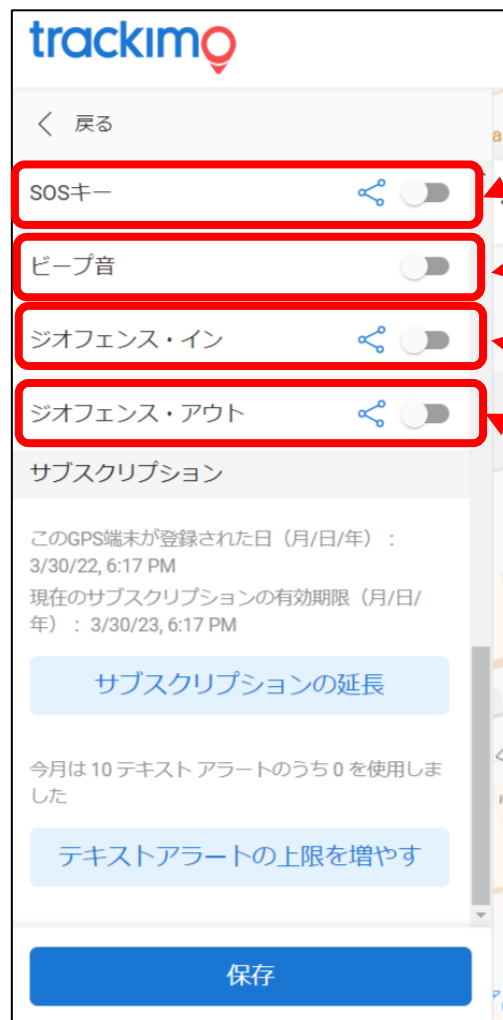 trackimo
戻る
SOSキー
ビープ音
ジオフェンス・イン
ジオフェンス・アウト
サブスクリプション
このGPS端末が登録された日（月/日/年）：
3/30/22, 6:17 PM
現在のサブスクリプションの有効期限（月/日/
年）： 3/30/23, 6:17 PM
サブスクリプションの延長
今月は 10 テキスト アラートのうち 0 を使用しま
した
テキストアラートの上限を増やす
保存